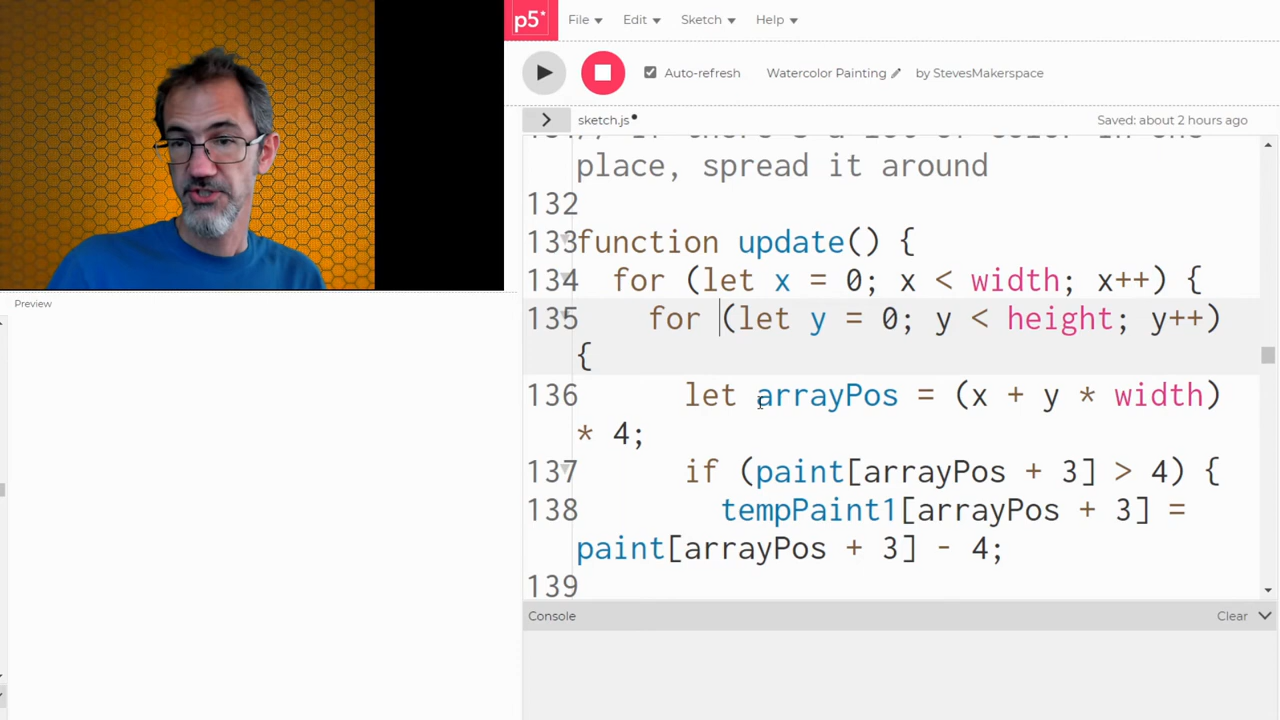 p5*
File
Edit
Sketch
Help
Auto-refresh
Watercolor Painting
by StevesMakerspace
sketch.js
Saved: about 2 hours ago
place, spread it around
132
133 function update() {
134 for (let x = 0; x < width; x++) {
135 for (let y = 0; y < height; y++)
{
136 let arrayPos = (x + y * width)
* 4;
137 if (paint[arrayPos + 3] > 4) {
138 tempPaint1[arrayPos + 3] =
paint[arrayPos + 3] - 4;
139
Preview
Console
Clear